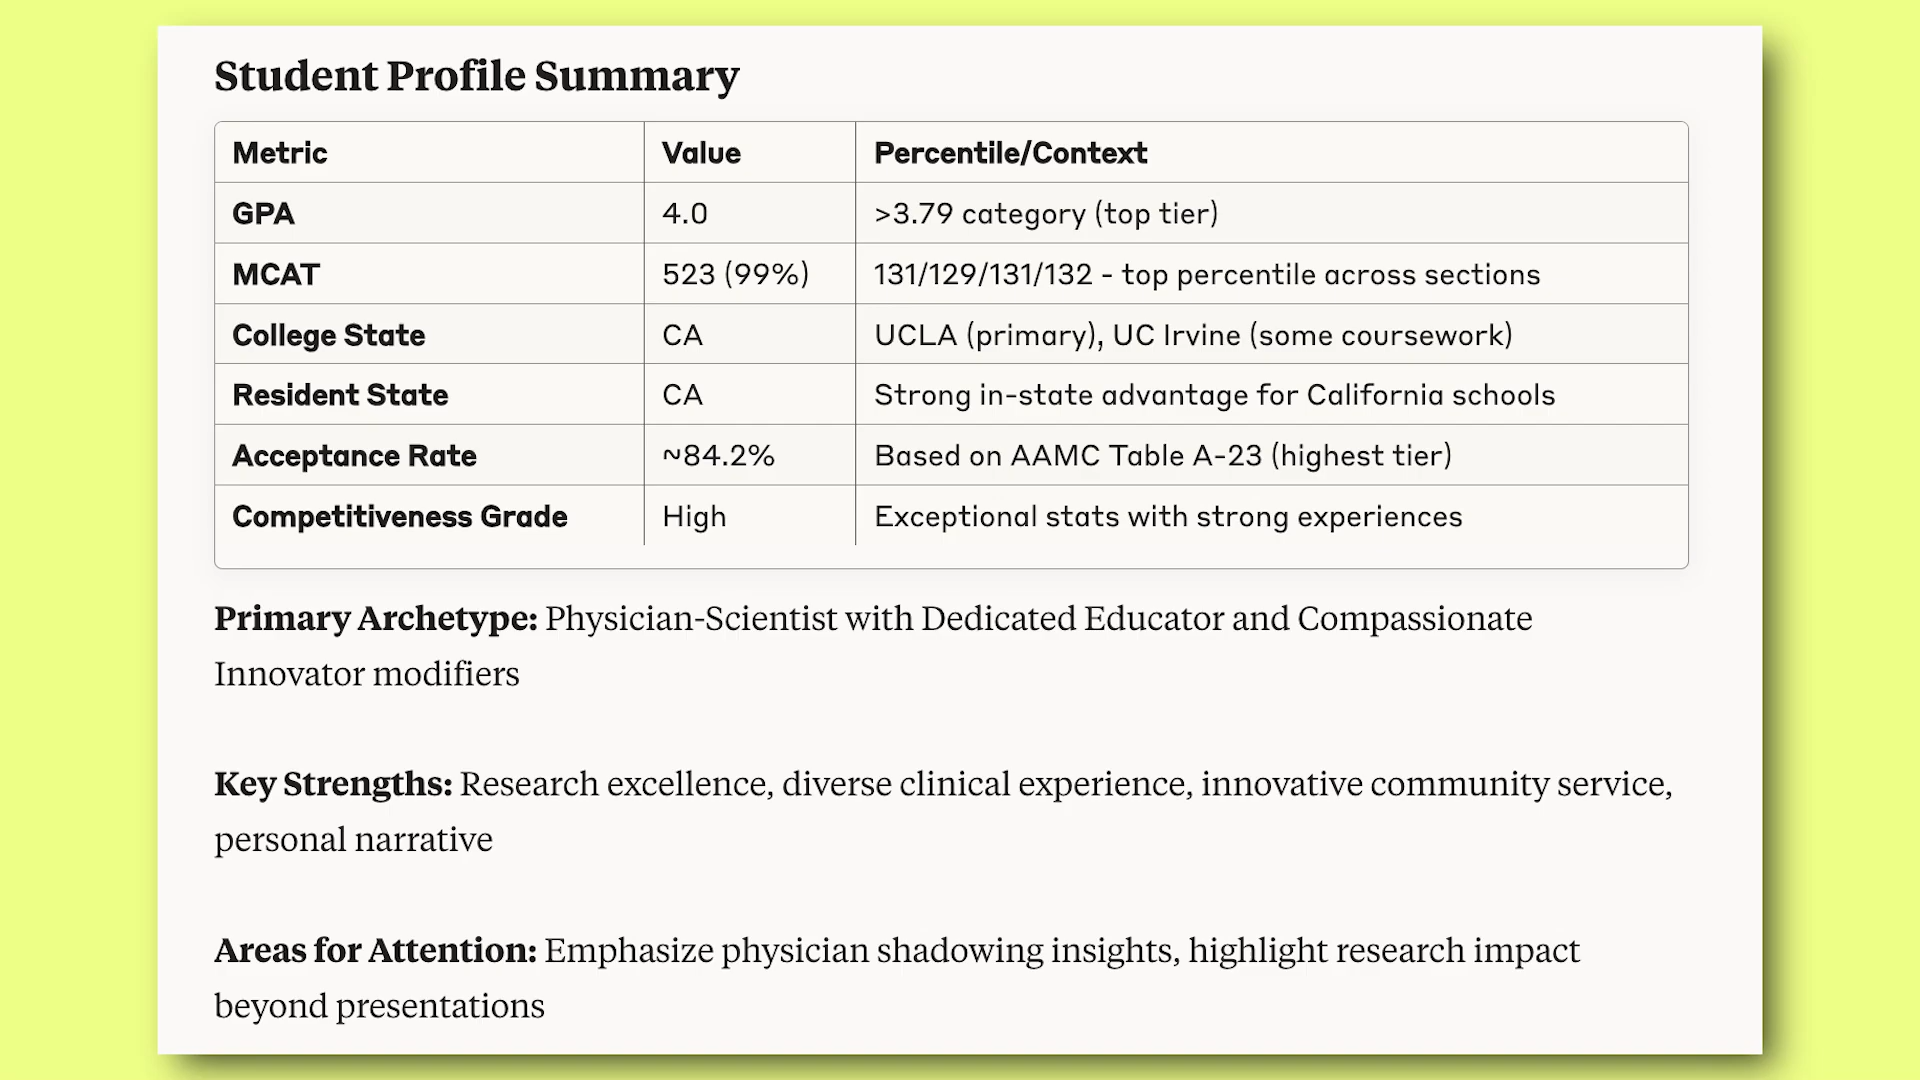 Student Profile Summary
Metric Value Percentile/Context
GPA 4.0 >3.79 category (top tier)
MCAT 523 (99%) 131/129/131/132 - top percentile across sections
College State CA UCLA (primary), UC Irvine (some coursework)
Resident State CA Strong in-state advantage for California schools
Acceptance Rate ~84.2% Based on AAMC Table A-23 (highest tier)
Competitiveness Grade High Exceptional stats with strong experiences
Primary Archetype: Physician-Scientist with Dedicated Educator and Compassionate
Innovator modifiers
Key Strengths: Research excellence, diverse clinical experience, innovative community service,
personal narrative
Areas for Attention: Emphasize physician shadowing insights, highlight research impact
beyond presentations